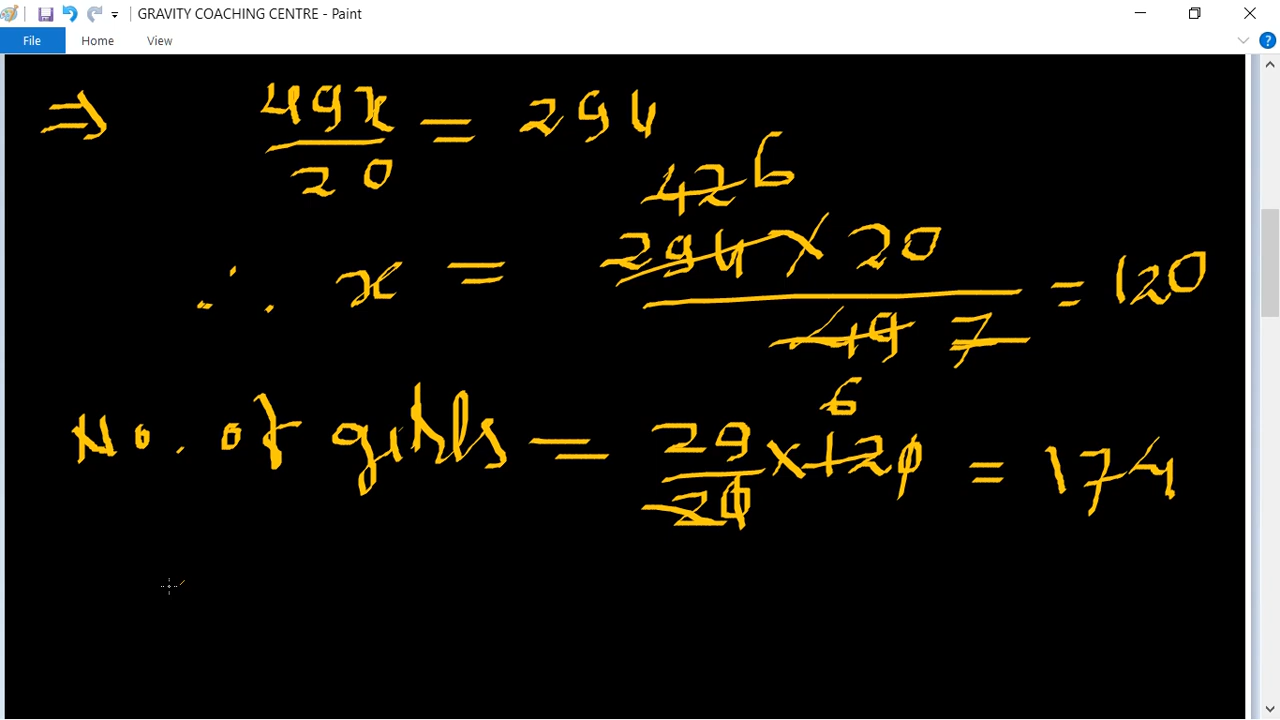 GRAVITY COACHING CENTRE - Paint
File Home View
⇒ 49x/20 = 294
42 6
∴ x = 294 × 20 / 49 7 = 120
6
No. of girls = 29/20 × 120 = 174